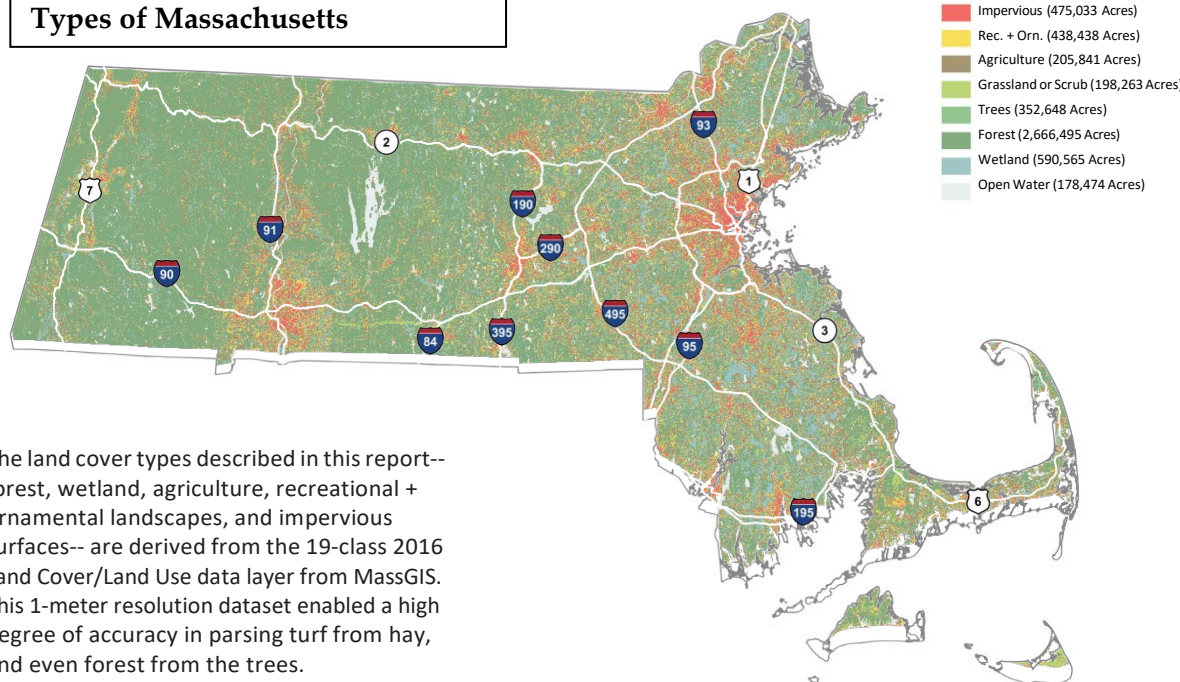 Types of Massachusetts
Impervious (475,033 Acres)
Rec. + Orn. (438,438 Acres)
Agriculture (205,841 Acres)
Grassland or Scrub (198,263 Acres)
Trees (352,648 Acres)
Forest (2,666,495 Acres)
Wetland (590,565 Acres)
Open Water (178,474 Acres)
93
2
1
7
190
91
290
90
495
395
3
84
95
6
195
he land cover types described in this report--
orest, wetland, agriculture, recreational +
rnamental landscapes, and impervious
urfaces-- are derived from the 19-class 2016
and Cover/Land Use data layer from MassGIS.
his 1-meter resolution dataset enabled a high
egree of accuracy in parsing turf from hay,
nd even forest from the trees.